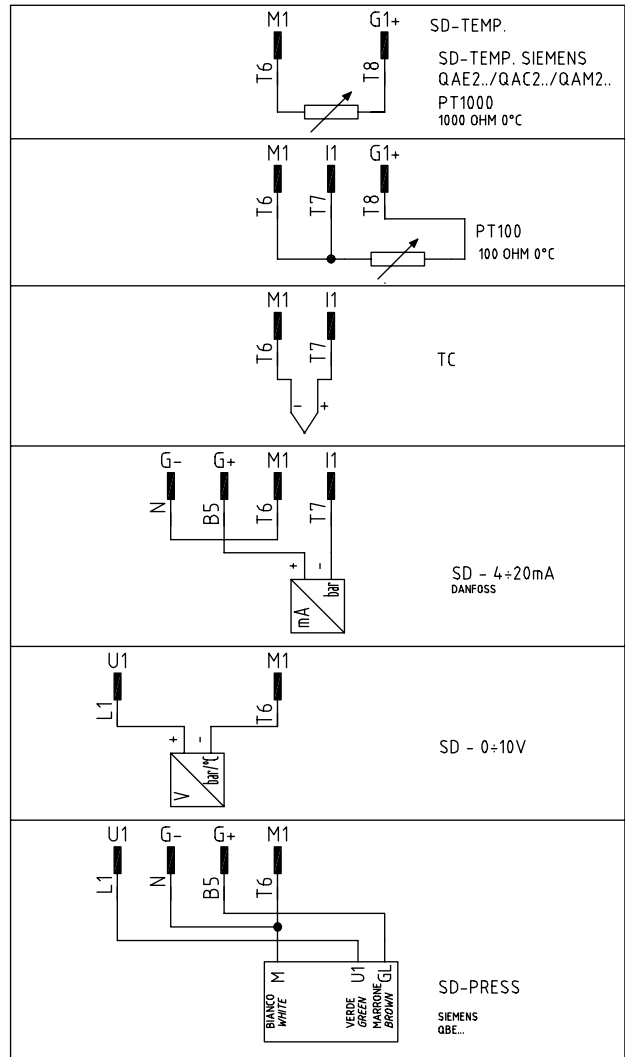 M1 G1+ SD-TEMP.
T6 T8 SD-TEMP. SIEMENS
QAE2../QAC2../QAM2..
PT1000
1000 OHM 0°C
M1 I1 G1+
T6 T7 T8
PT100
100 OHM 0°C
M1 I1
T6 T7
TC
- +
G- G+ M1 I1
N B5 T6 T7
+ -
mA bar
SD - 4÷20mA
DANFOSS
U1 M1
L1 T6
+ -
V bar/°C
SD - 0÷10V
U1 G- G+ M1
L1 N B5 T6
M U1 GL
BIANCO
WHITE
VERDE
GREEN
MARRONE
BROWN
SD-PRESS
SIEMENS
QBE...